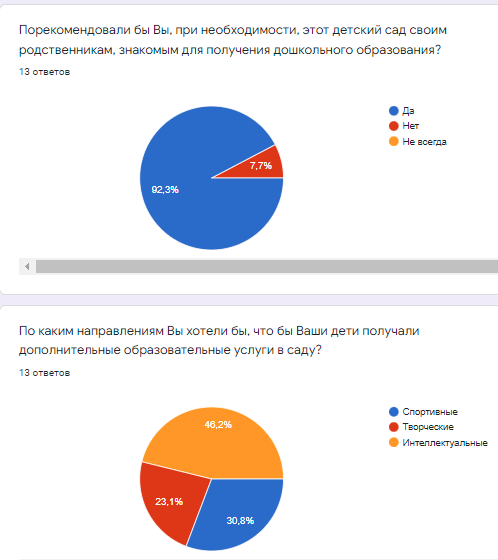 Порекомендовали бы Вы, при необходимости, этот детский сад своим
родственникам, знакомым для получения дошкольного образования?
13 ответов
Да
Нет
Не всегда
7,7%
92,3%
По каким направлениям Вы хотели бы, что бы Ваши дети получали
дополнительные образовательные услуги в саду?
13 ответов
Спортивные
Творческие
Интеллектуальные
46,2%
23,1%
30,8%